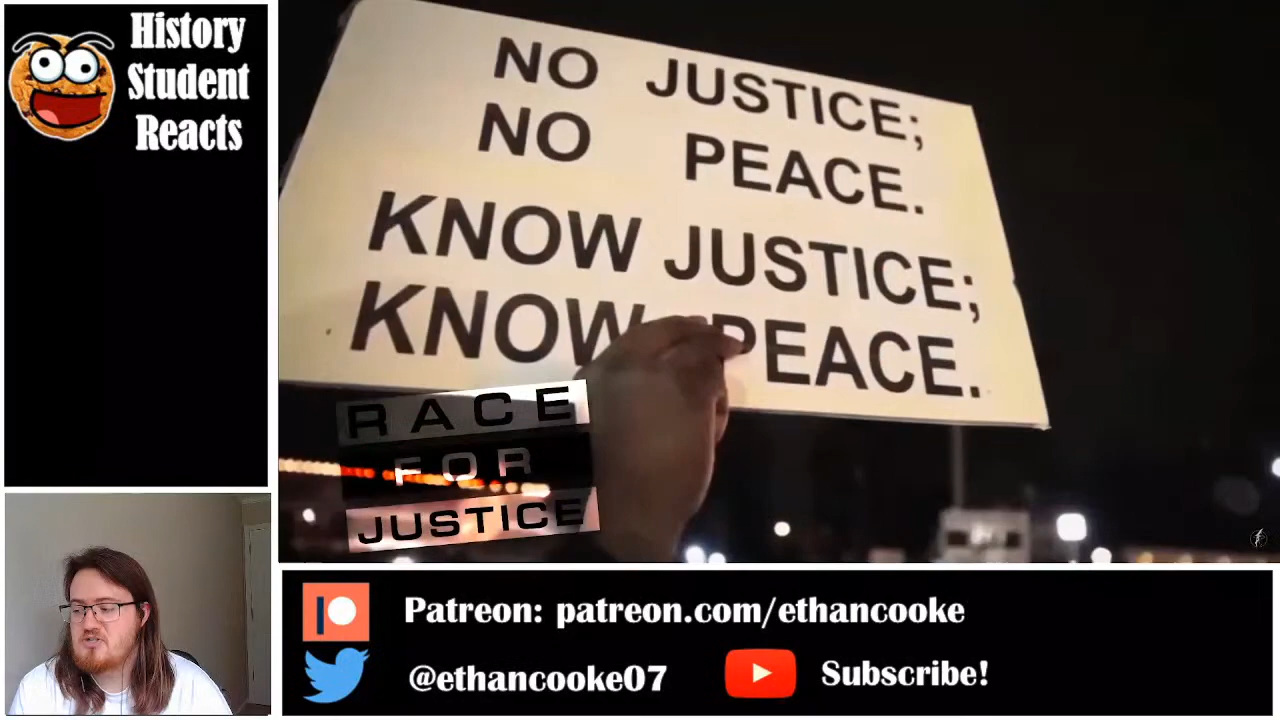 History
Student
Reacts
NO JUSTICE;
NO PEACE.
KNOW JUSTICE;
KNOW PEACE.
RACE
FOR
JUSTICE
Patreon: patreon.com/ethancooke
@ethancooke07
Subscribe!